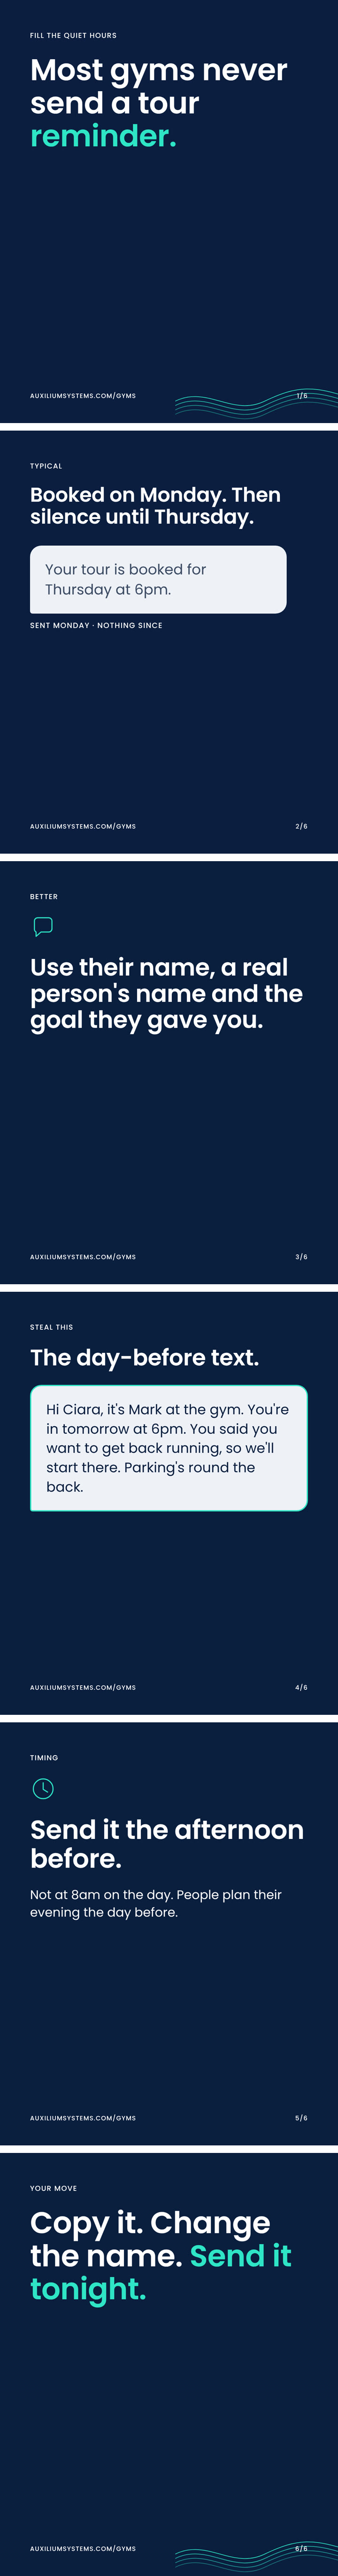 FILL THE QUIET HOURS
Most gyms never
send a tour
reminder.
AUXILIUMSYSTEMS.COM/GYMS
1/6
TYPICAL
Booked on Monday. Then
silence until Thursday.
Your tour is booked for
Thursday at 6pm.
SENT MONDAY · NOTHING SINCE
AUXILIUMSYSTEMS.COM/GYMS
2/6
BETTER
Use their name, a real
person's name and the
goal they gave you.
AUXILIUMSYSTEMS.COM/GYMS
3/6
STEAL THIS
The day-before text.
Hi Ciara, it's Mark at the gym. You're
in tomorrow at 6pm. You said you
want to get back running, so we'll
start there. Parking's round the
back.
AUXILIUMSYSTEMS.COM/GYMS
4/6
TIMING
Send it the afternoon
before.
Not at 8am on the day. People plan their
evening the day before.
AUXILIUMSYSTEMS.COM/GYMS
5/6
YOUR MOVE
Copy it. Change
the name. Send it
tonight.
AUXILIUMSYSTEMS.COM/GYMS
6/6